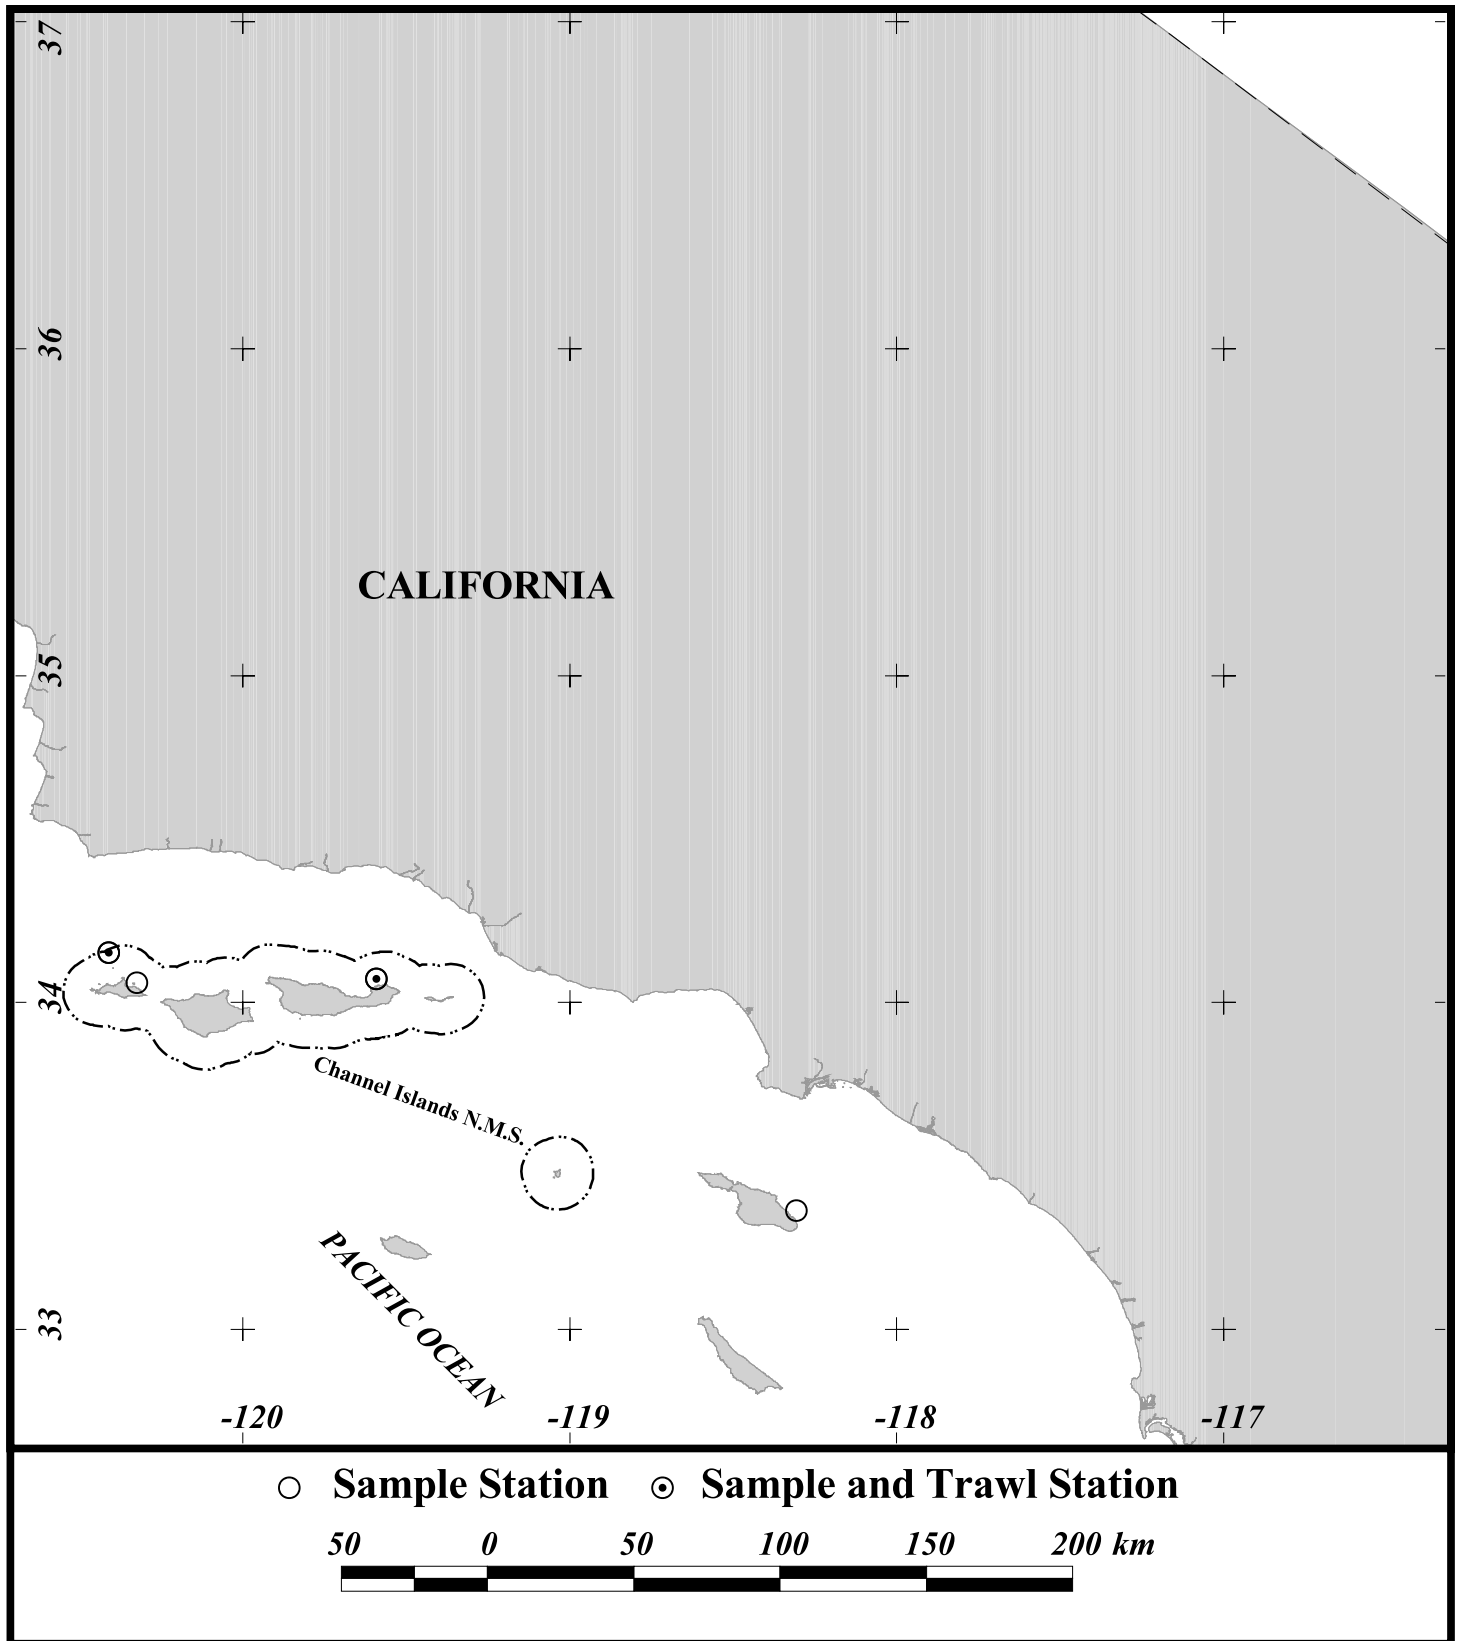 37
36
CALIFORNIA
35
34
Channel Islands N.M.S.
PACIFIC OCEAN
33
-120 -119 -118 -117
Sample Station Sample and Trawl Station
50 0 50 100 150 200 km